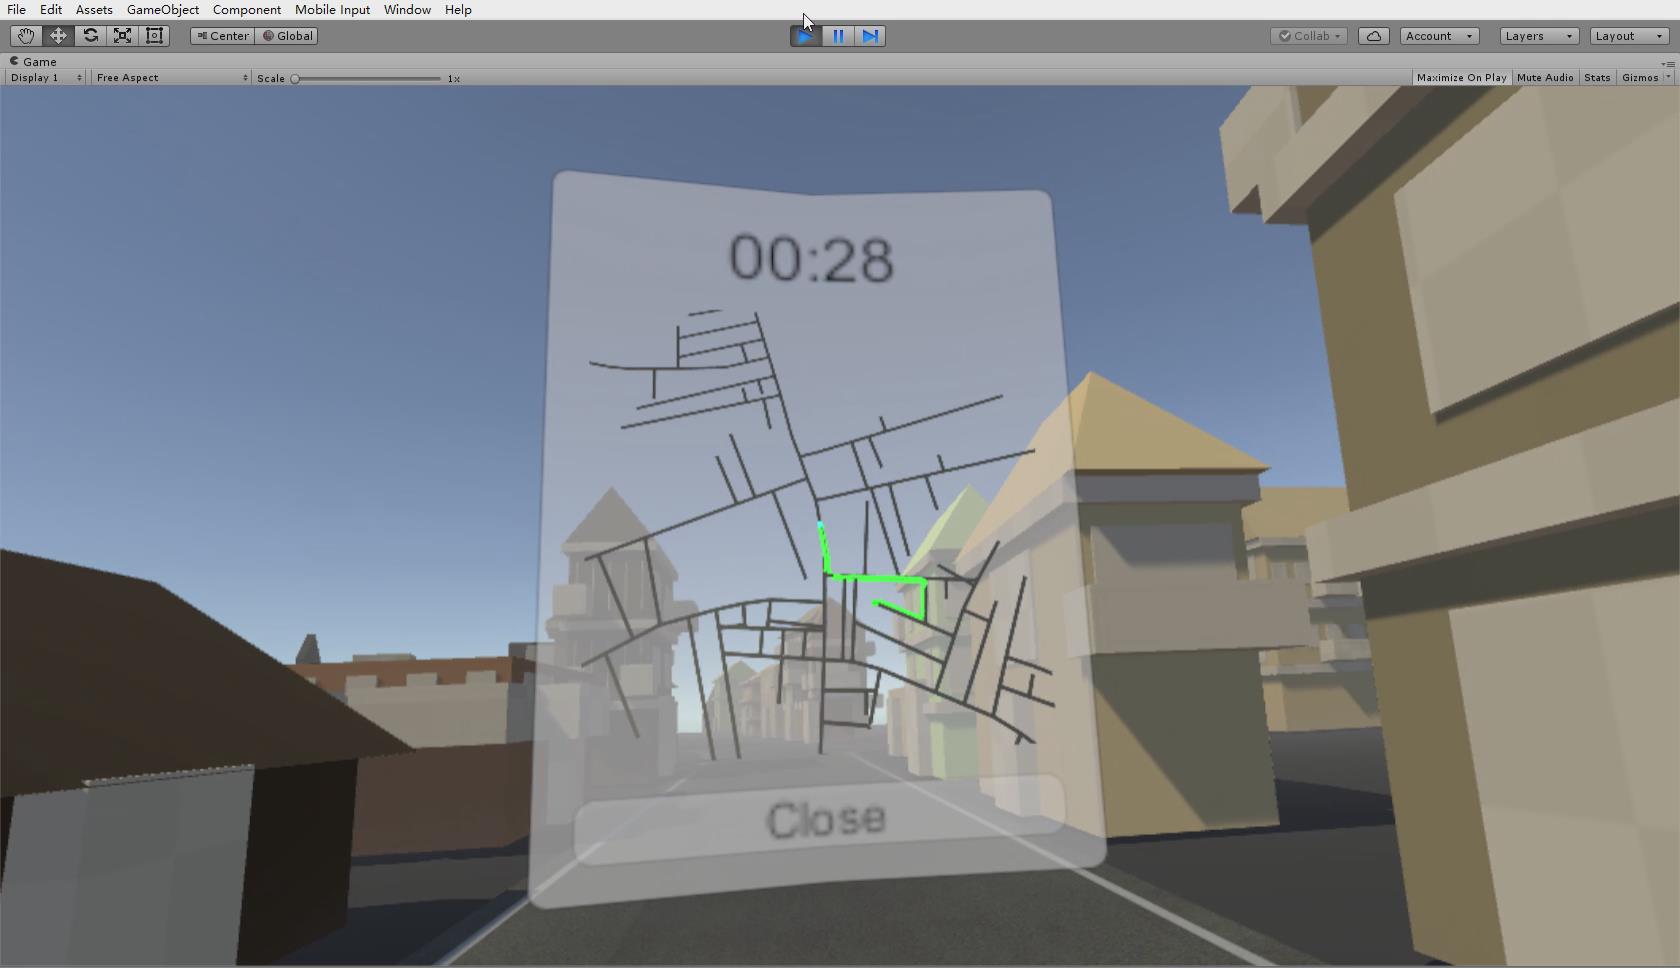 File Edit Assets GameObject Component Mobile Input Window Help
Center Global Collab Account Layers Layout
Game
Display 1 Free Aspect Scale 1x Maximize On Play Mute Audio Stats Gizmos
00:28
Close